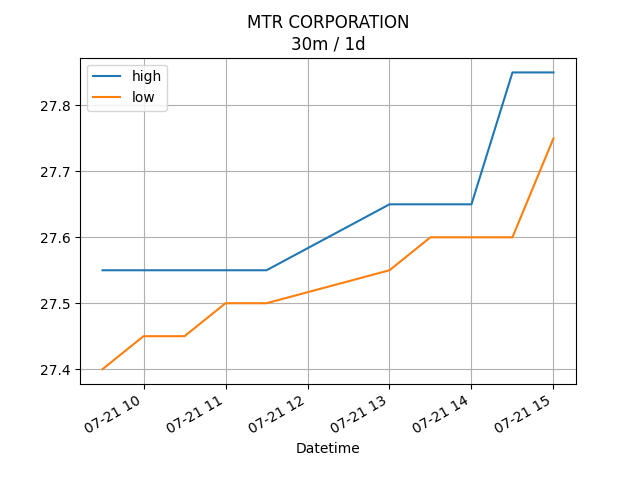 MTR CORPORATION
30m / 1d
high
low
27.8
27.7
27.6
27.5
27.4
07-21 10
07-21 11
07-21 12
07-21 13
07-21 14
07-21 15
Datetime